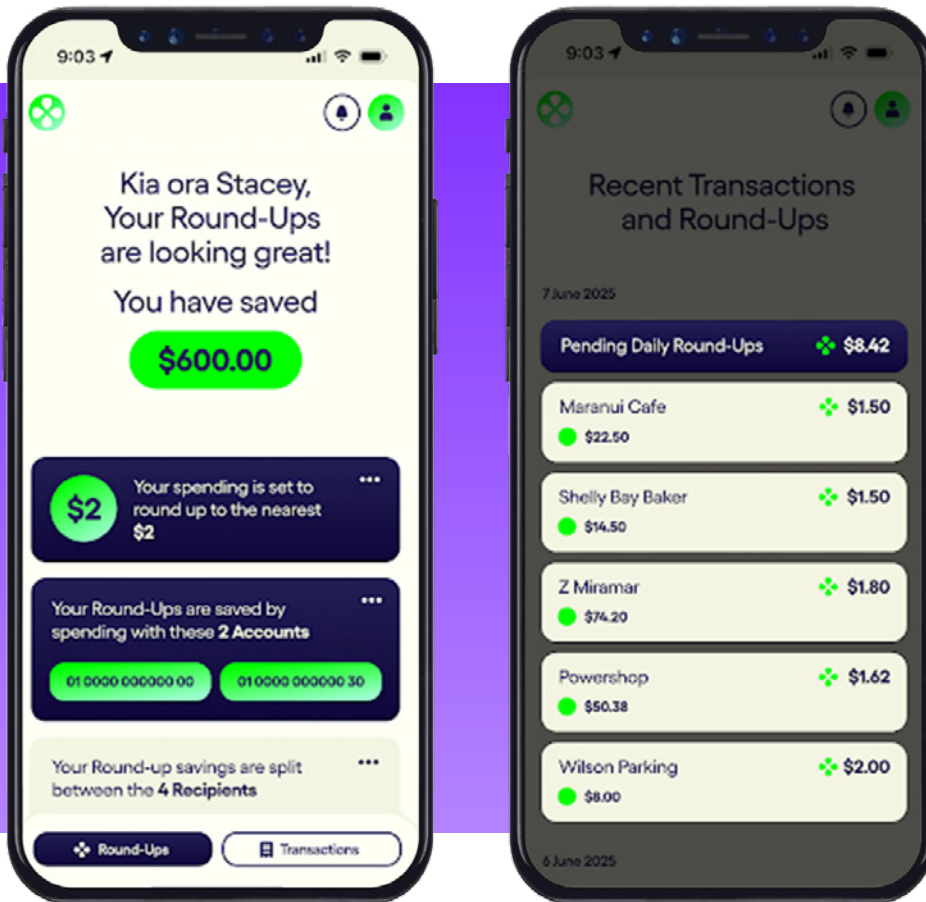 9:03
Kia ora Stacey,
Your Round-Ups
are looking great!
You have saved
$600.00
$2
Your spending is set to
round up to the nearest
$2
Your Round-Ups are saved by
spending with these 2 Accounts
01 0000 000000 00
01 0000 000000 30
Your Round-up savings are split
between the 4 Recipients
Round-Ups
Transactions
9:03
Recent Transactions
and Round-Ups
7 June 2025
Pending Daily Round-Ups $8.42
Maranui Cafe $1.50
$22.50
Shelly Bay Baker $1.50
$14.50
Z Miramar $1.80
$74.20
Powershop $1.62
$50.38
Wilson Parking $2.00
$8.00
6 June 2025